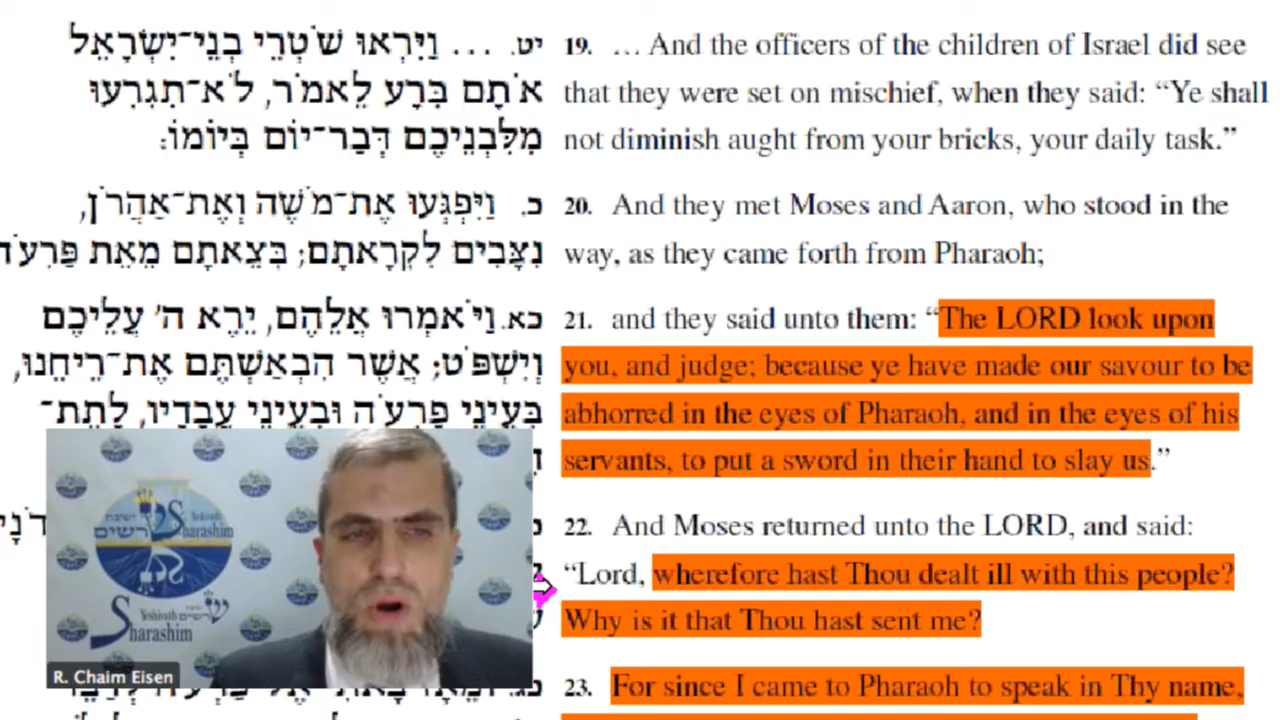 יט. ... וַיִּרְאוּ שֹׁטְרֵי בְנֵי־יִשְׂרָאֵל
אֹתָם בְּרָע לֵאמֹר, לֹא־תִגְרְעוּ
מִלִּבְנֵיכֶם דְּבַר־יוֹם בְּיוֹמוֹ:
19. ... And the officers of the children of Israel did see
that they were set on mischief, when they said: “Ye shall
not diminish aught from your bricks, your daily task.”
כ. וַיִּפְגְּעוּ אֶת־מֹשֶׁה וְאֶת־אַהֲרֹן,
נִצָּבִים לִקְרָאתָם; בְּצֵאתָם מֵאֵת פַּרְעֹה
20. And they met Moses and Aaron, who stood in the
way, as they came forth from Pharaoh;
כא. וַיֹּאמְרוּ אֲלֵהֶם, יֵרֶא ה' עֲלֵיכֶם
וְיִשְׁפֹּט; אֲשֶׁר הִבְאַשְׁתֶּם אֶת־רֵיחֵנוּ,
בְּעֵינֵי פַרְעֹה וּבְעֵינֵי עֲבָדָיו, לָתֶת־
21. and they said unto them: “The LORD look upon
you, and judge; because ye have made our savour to be
abhorred in the eyes of Pharaoh, and in the eyes of his
servants, to put a sword in their hand to slay us.”
22. And Moses returned unto the LORD, and said:
“Lord, wherefore hast Thou dealt ill with this people?
Why is it that Thou hast sent me?
23. For since I came to Pharaoh to speak in Thy name,
ישיבת
שרשים
Yeshivath
Sharashim
Yeshivath שרשים
Sharashim
R. Chaim Eisen